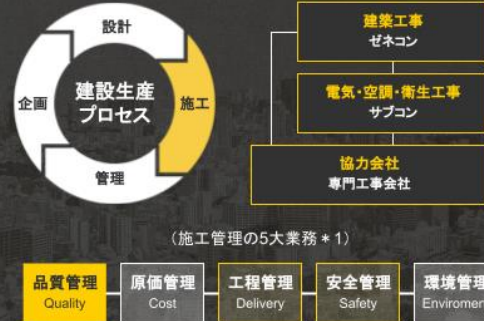 設計
企画
建設生産
プロセス
施工
管理
建築工事
ゼネコン
電気・空調・衛生工事
サブコン
協力会社
専門工事会社
(施工管理の5大業務*1)
品質管理
Quality
原価管理
Cost
工程管理
Delivery
安全管理
Safety
環境管理
Enviromen